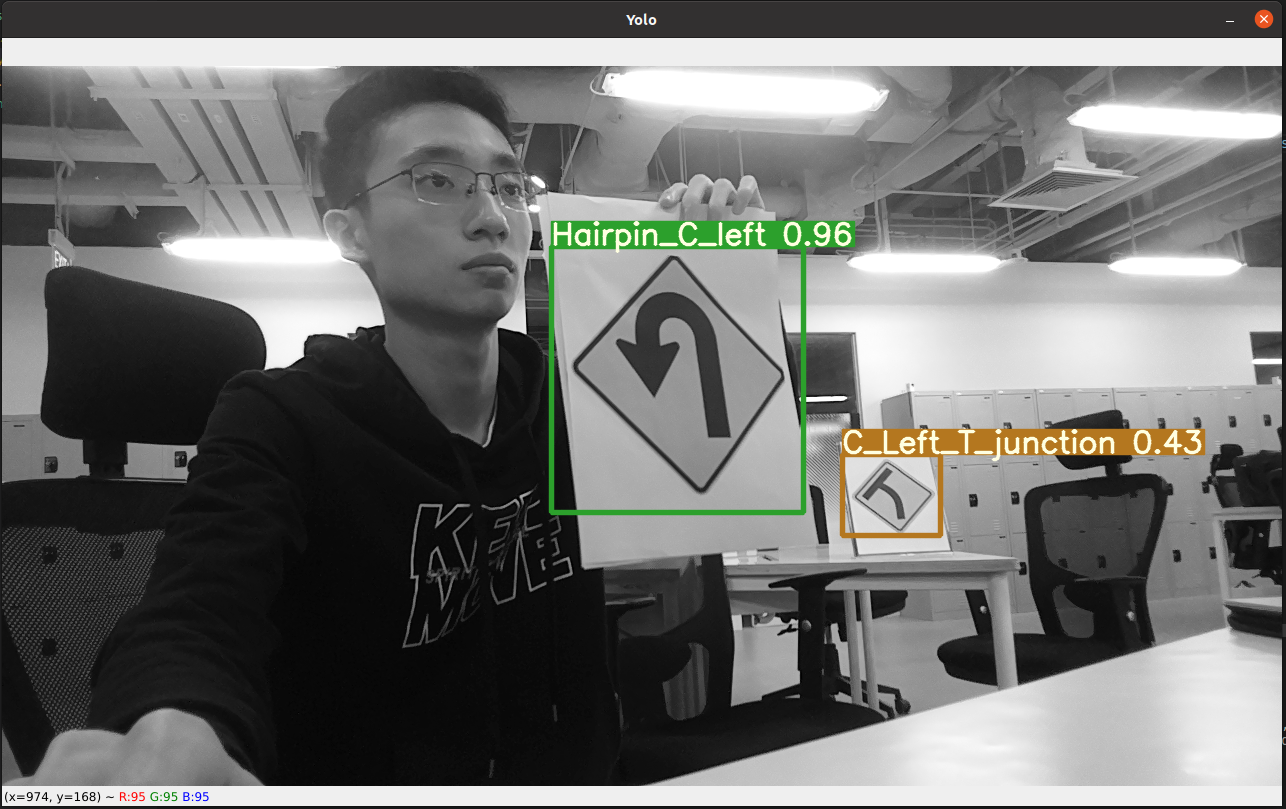 Yolo
Hairpin_C_left 0.96
C_Left_T_junction 0.43
(x=974, y=168) ~ R:95 G:95 B:95